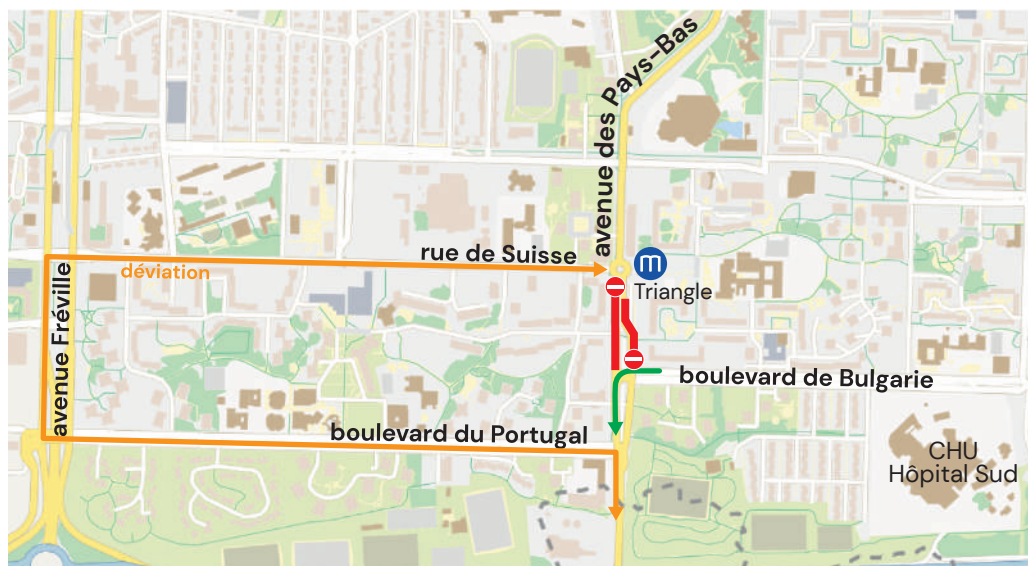 avenue des Pays-Bas
rue de Suisse
déviation
m
Triangle
avenue Fréville
boulevard de Bulgarie
boulevard du Portugal
CHU
Hôpital Sud